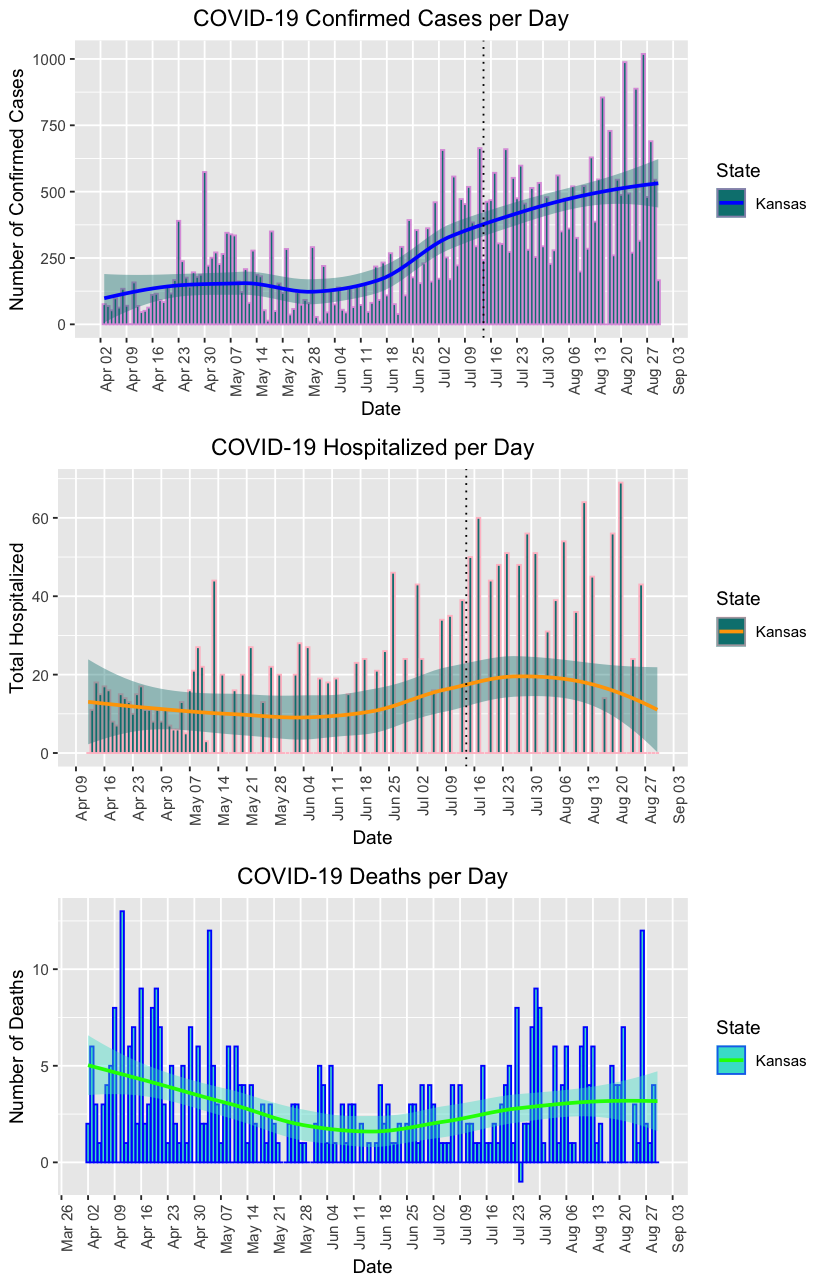 COVID-19 Confirmed Cases per Day
Number of Confirmed Cases
1000
750
500
250
0
Apr 02
Apr 09
Apr 16
Apr 23
Apr 30
May 07
May 14
May 21
May 28
Jun 04
Jun 11
Jun 18
Jun 25
Jul 02
Jul 09
Jul 16
Jul 23
Jul 30
Aug 06
Aug 13
Aug 20
Aug 27
Sep 03
Date
State
Kansas
COVID-19 Hospitalized per Day
Total Hospitalized
60
40
20
0
Apr 09
Apr 16
Apr 23
Apr 30
May 07
May 14
May 21
May 28
Jun 04
Jun 11
Jun 18
Jun 25
Jul 02
Jul 09
Jul 16
Jul 23
Jul 30
Aug 06
Aug 13
Aug 20
Aug 27
Sep 03
Date
State
Kansas
COVID-19 Deaths per Day
Number of Deaths
10
5
0
Mar 26
Apr 02
Apr 09
Apr 16
Apr 23
Apr 30
May 07
May 14
May 21
May 28
Jun 04
Jun 11
Jun 18
Jun 25
Jul 02
Jul 09
Jul 16
Jul 23
Jul 30
Aug 06
Aug 13
Aug 20
Aug 27
Sep 03
Date
State
Kansas